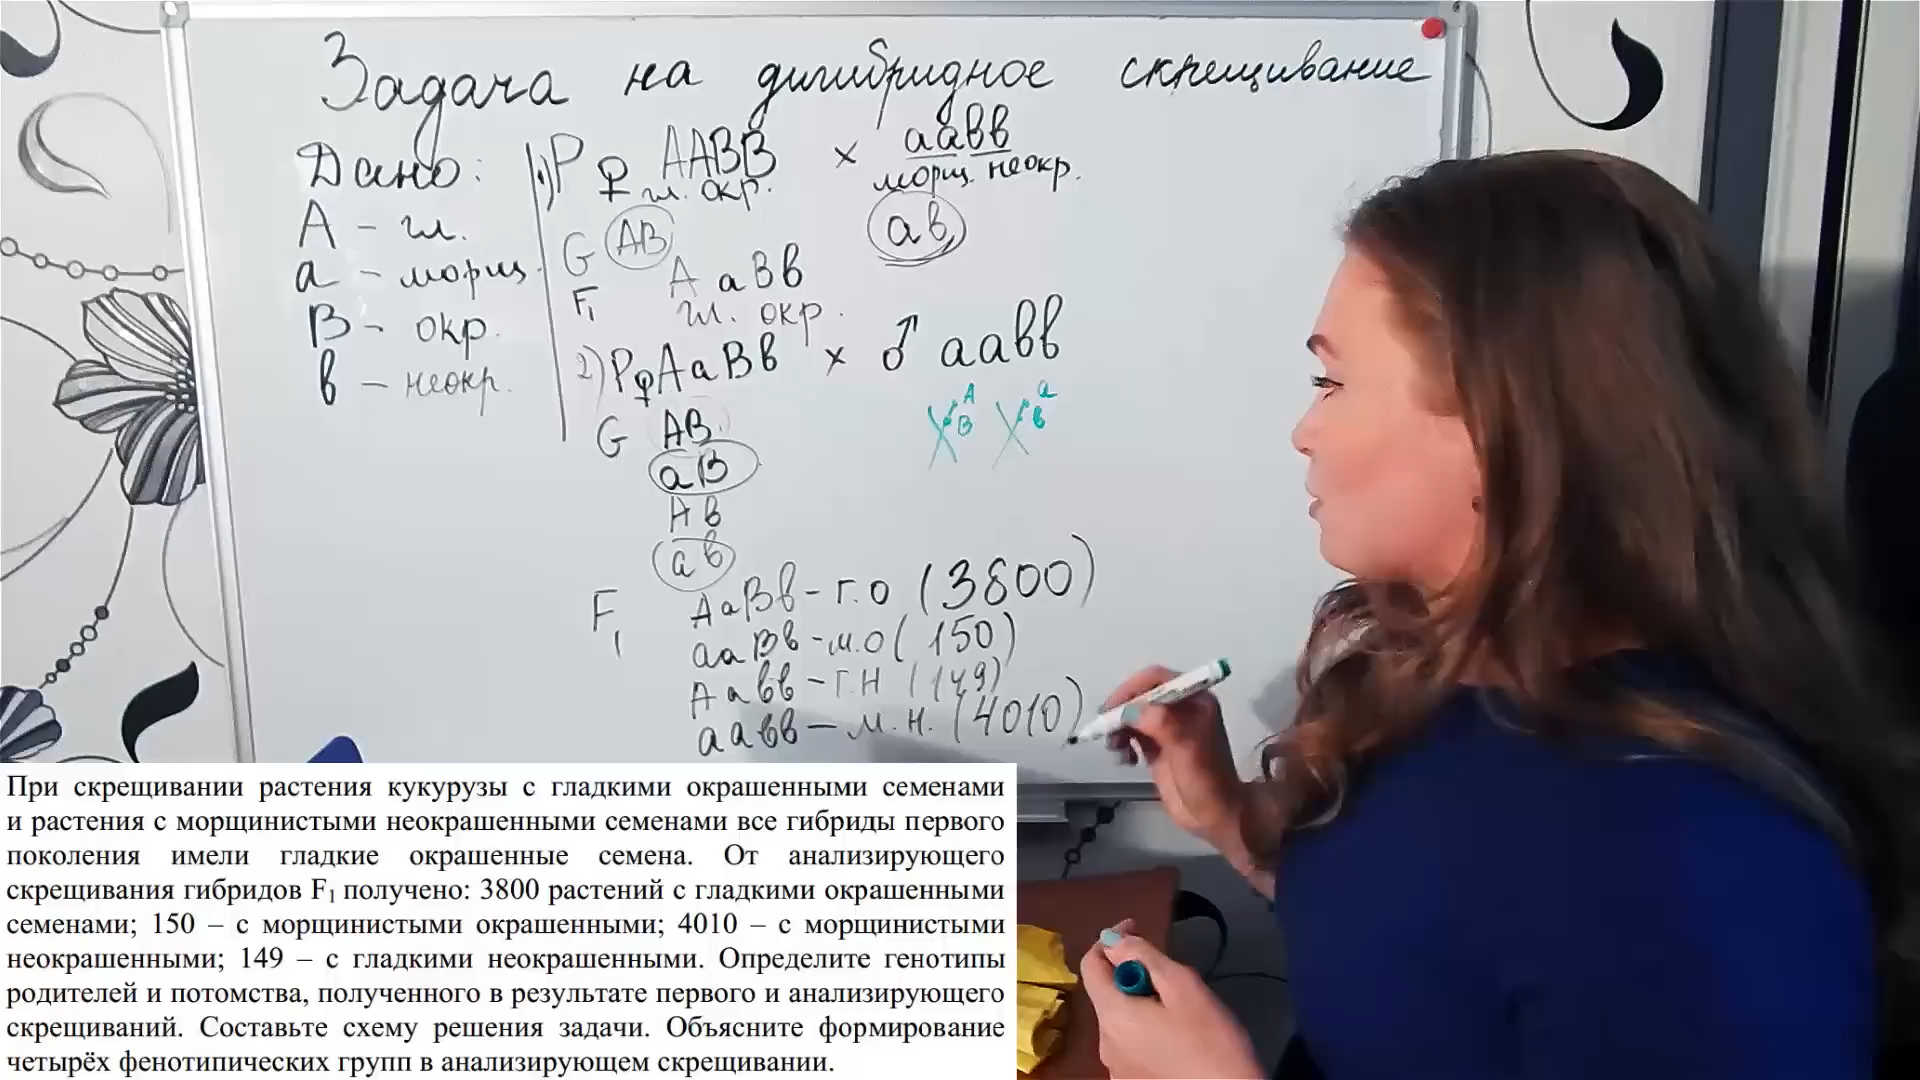 Задача на дигибридное скрещивание
Дано:
А – гл.
а – морщ.
В – окр.
в – неокр.
1) Р ♀ ААВВ × аавв
гл. окр. морщ. неокр.
G АВ ав
F₁ АаВв
гл. окр.
2) Р ♀ АаВв × ♂ аавв
А а
В в
G АВ
аВ
Ав
ав
F₁ АаВв – г.о (3800)
ааВв – м.о (150)
Аавв – г.н (149)
аавв – м.н. (4010)
При скрещивании растения кукурузы с гладкими окрашенными семенами
и растения с морщинистыми неокрашенными семенами все гибриды первого
поколения имели гладкие окрашенные семена. От анализирующего
скрещивания гибридов F₁ получено: 3800 растений с гладкими окрашенными
семенами; 150 – с морщинистыми окрашенными; 4010 – с морщинистыми
неокрашенными; 149 – с гладкими неокрашенными. Определите генотипы
родителей и потомства, полученного в результате первого и анализирующего
скрещиваний. Составьте схему решения задачи. Объясните формирование
четырёх фенотипических групп в анализирующем скрещивании.